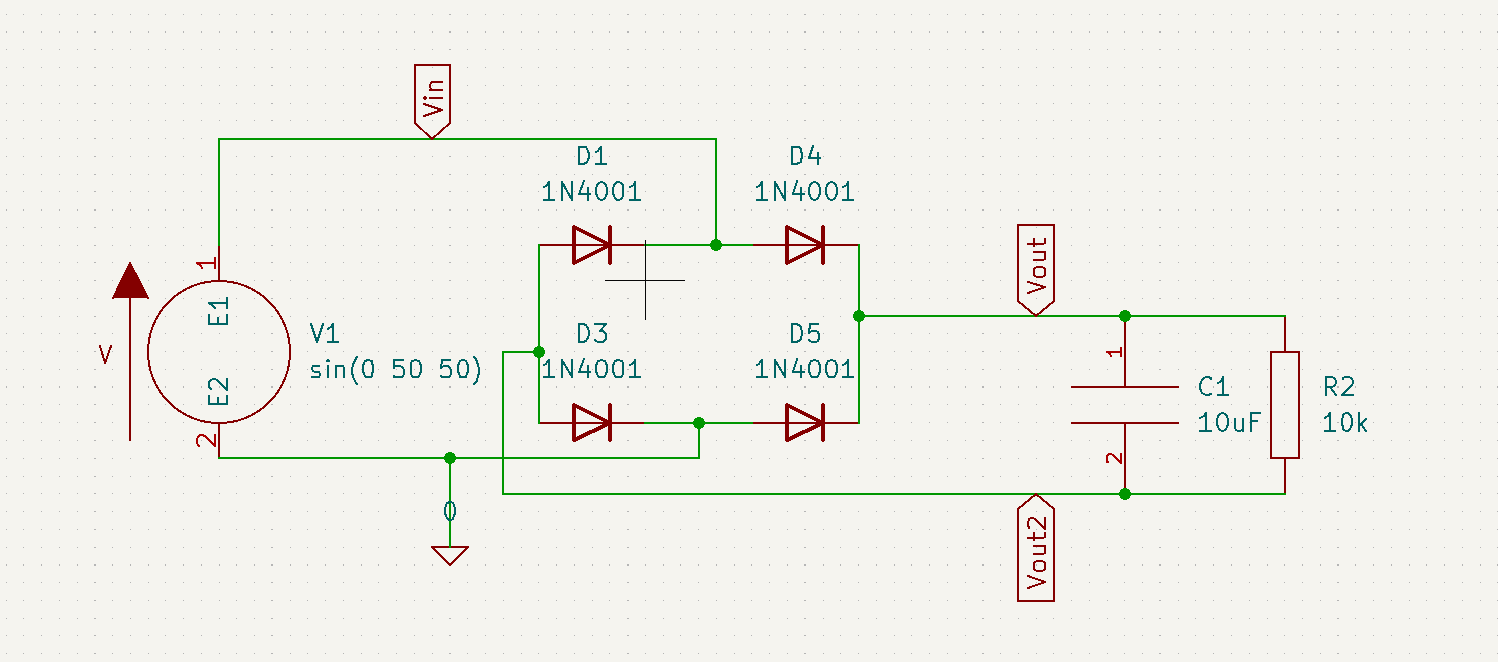 Vin
D1
1N4001
D4
1N4001
Vout
1
E1
V
V1
sin(0 50 50)
E2
2
D3
1N4001
D5
1N4001
1
C1
10uF
2
R2
10k
0
Vout2